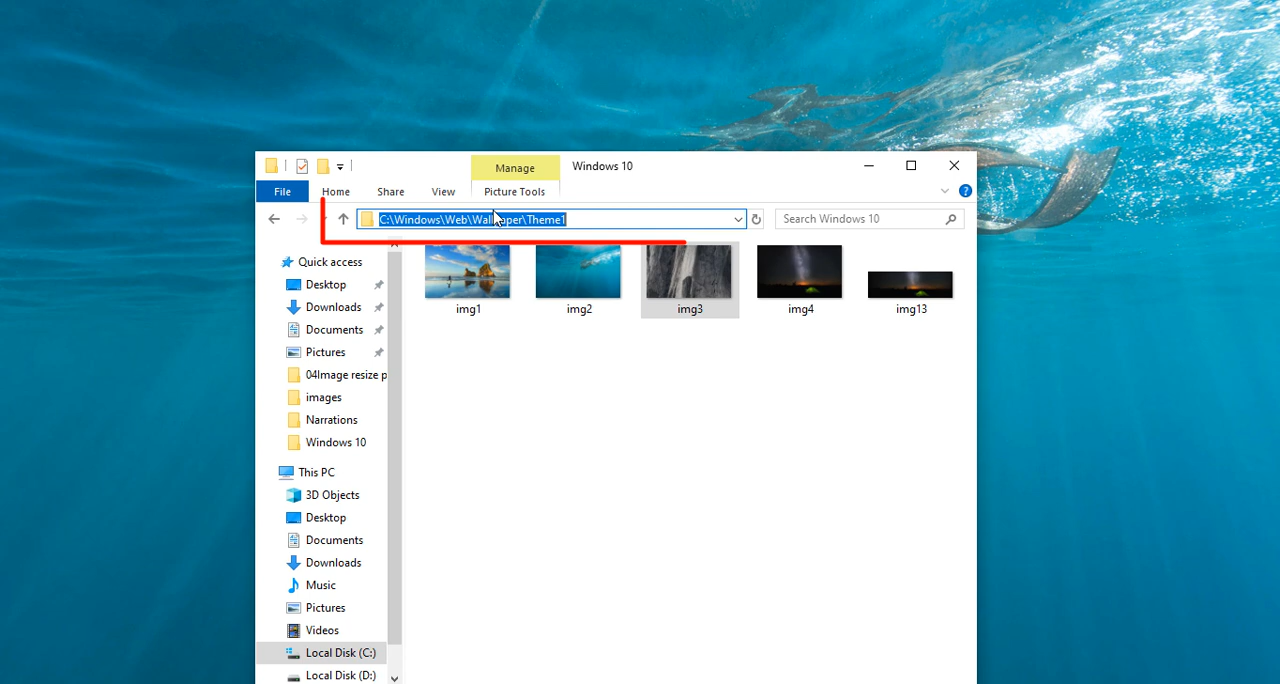 Manage
Windows 10
File
Home
Share
View
Picture Tools
C:\Windows\Web\Wallpaper\Theme1
Search Windows 10
Quick access
Desktop
Downloads
Documents
Pictures
04Image resize p
images
Narrations
Windows 10
This PC
3D Objects
Desktop
Documents
Downloads
Music
Pictures
Videos
Local Disk (C:)
Local Disk (D:)
img1
img2
img3
img4
img13